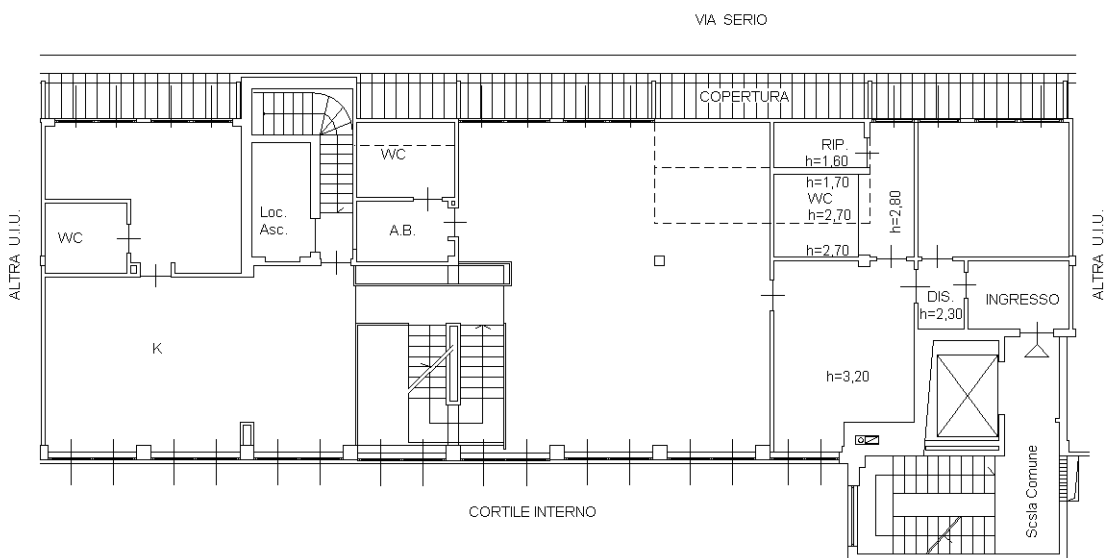 VIA SERIO
COPERTURA
RIP.
h=1,60
WC
h=1,70
WC
h=2,70
h=2,80
Loc.
Asc.
A.B.
WC
h=2,70
ALTRA U.I.U.
ALTRA U.I.U.
DIS.
h=2,30
INGRESSO
K
h=3,20
Scsla Comune
CORTILE INTERNO